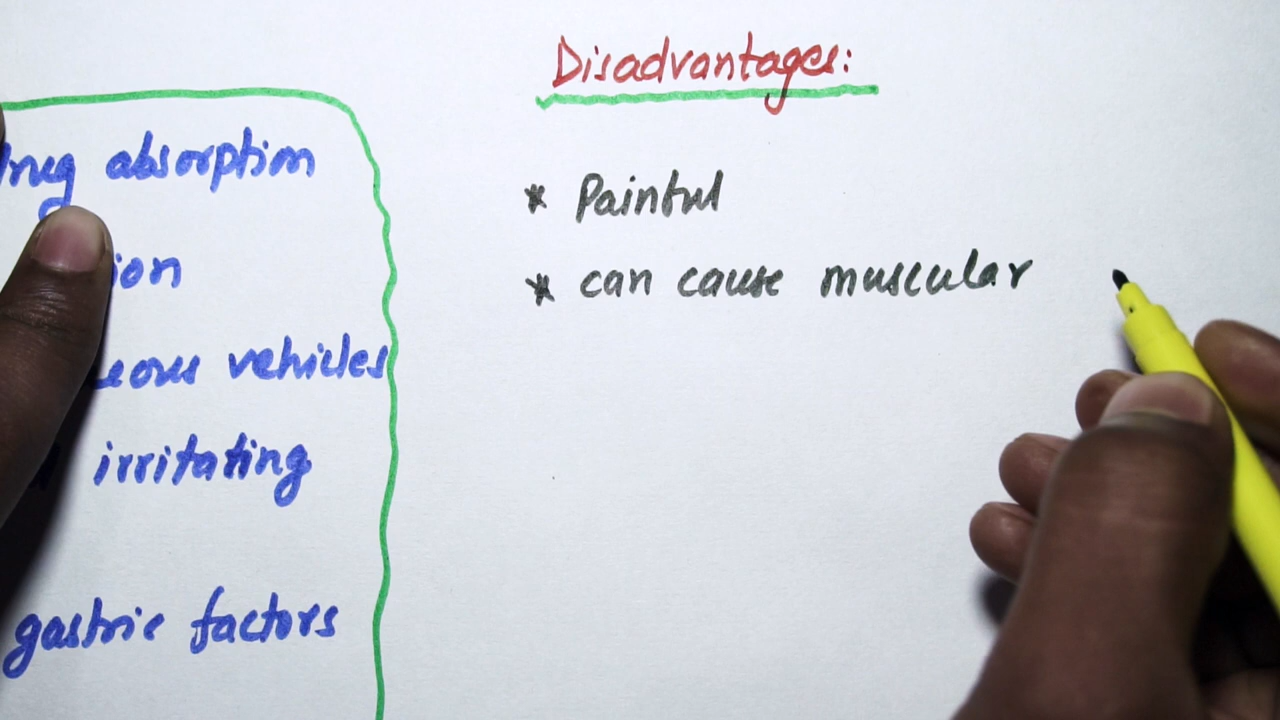 drug absorption
ion
eous vehicles
irritating
gastric factors
Disadvantages:
* Painful
* can cause muscular